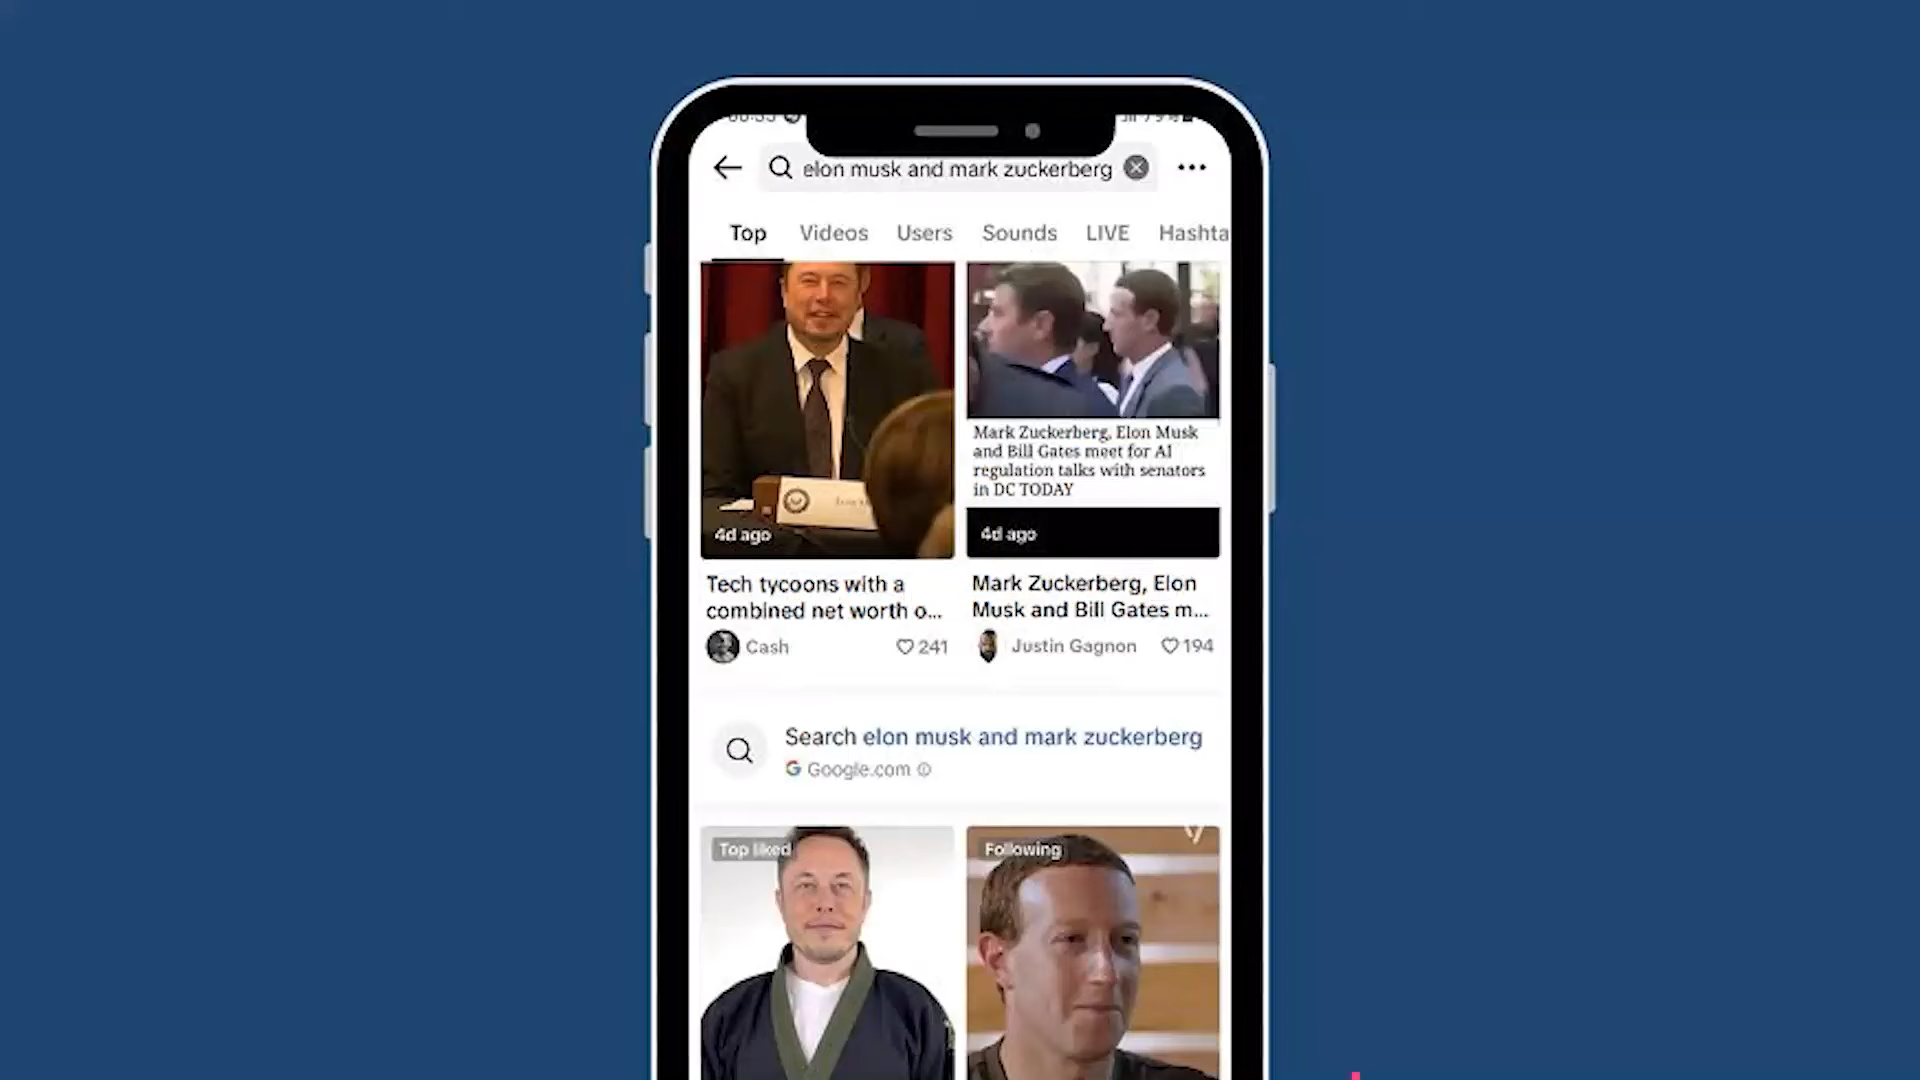 elon musk and mark zuckerberg
Top Videos Users Sounds LIVE Hashta
Mark Zuckerberg, Elon Musk
and Bill Gates meet for AI
regulation talks with senators
in DC TODAY
4d ago
4d ago
Tech tycoons with a
combined net worth o...
Cash 241
Mark Zuckerberg, Elon
Musk and Bill Gates m...
Justin Gagnon 194
Search elon musk and mark zuckerberg
Google.com
Top liked
Following